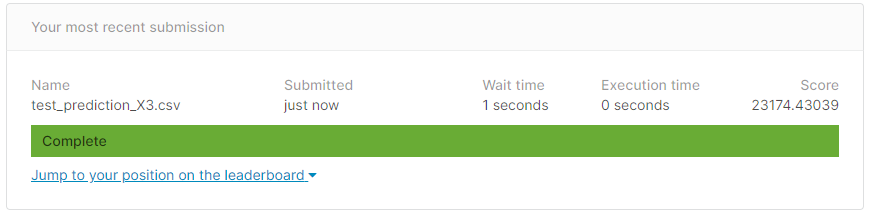 Your most recent submission
Name Submitted Wait time Execution time Score
test_prediction_X3.csv just now 1 seconds 0 seconds 23174.43039
Complete
Jump to your position on the leaderboard